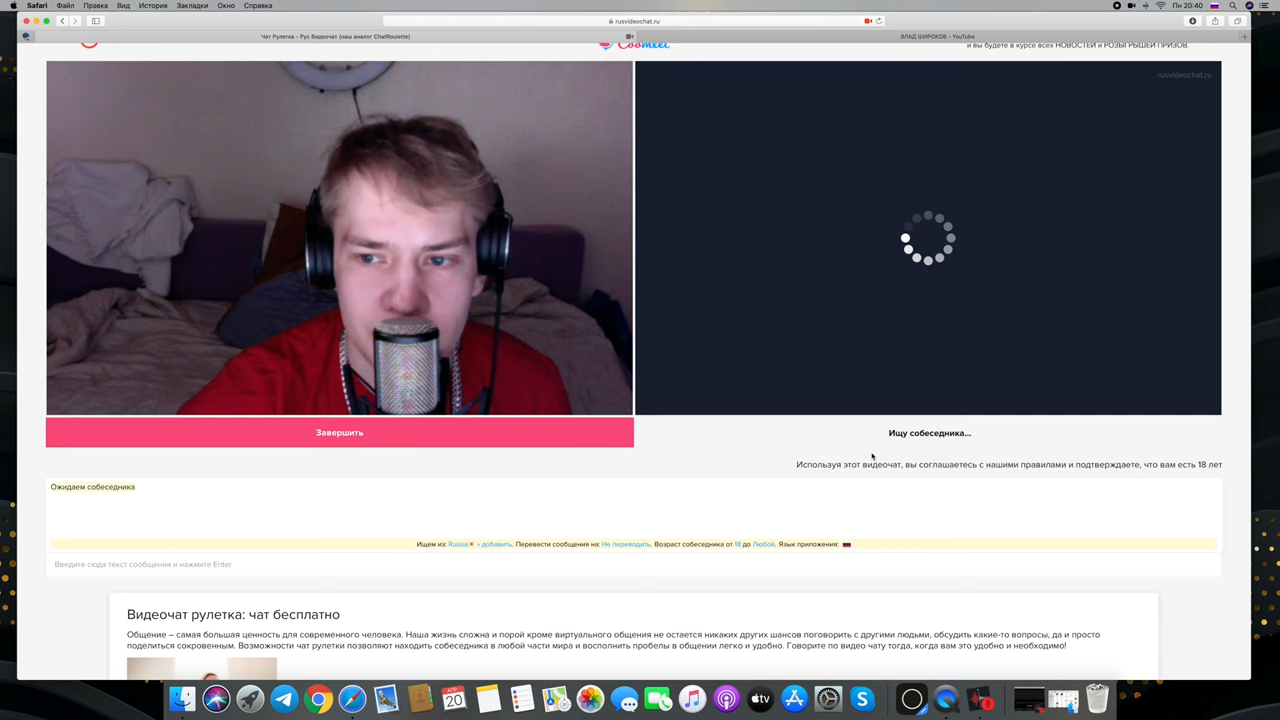 Safari Файл Правка Вид История Закладки Окно Справка
Пн 20:40
rusvideochat.ru
Чат Рулетка - Рус Видеочат (наш аналог ChatRoulette)
ВЛАД ШИРОКОВ - YouTube
CooMeet
и вы будете в курсе всех НОВОСТЕЙ и РОЗЫГРЫШЕЙ ПРИЗОВ.
rusvideochat.ru
Завершить
Ищу собеседника...
Используя этот видеочат, вы соглашаетесь с нашими правилами и подтверждаете, что вам есть 18 лет
Ожидаем собеседника
Ищем из: Russia × + добавить. Перевести сообщения на: Не переводить. Возраст собеседника от 18 до Любой. Язык приложения:
Введите сюда текст сообщения и нажмите Enter
Видеочат рулетка: чат бесплатно
Общение – самая большая ценность для современного человека. Наша жизнь сложна и порой кроме виртуального общения не остается никаких других шансов поговорить с другими людьми, обсудить какие-то вопросы, да и просто
поделиться сокровенным. Возможности чат рулетки позволяют находить собеседника в любой части мира и восполнить пробелы в общении легко и удобно. Говорите по видео чату тогда, когда вам это удобно и необходимо!
АПР
20
tv